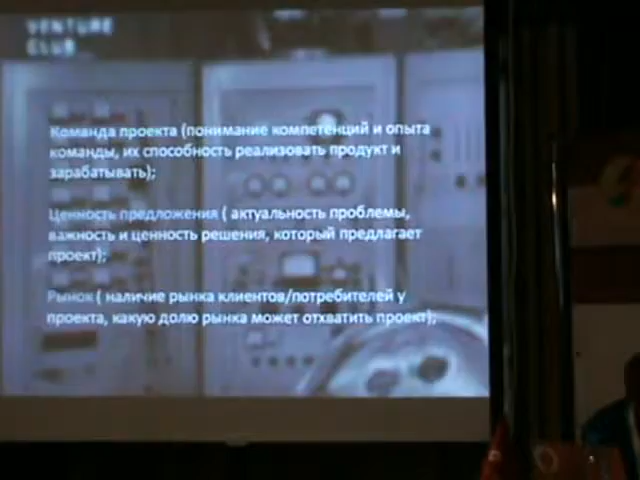 VENTURE
CLUB
Команда проекта (понимание компетенций и опыта
команды, их способность реализовать продукт и
зарабатывать);
Ценность предложения ( актуальность проблемы,
важность и ценность решения, который предлагает
проект);
Рынок ( наличие рынка клиентов/потребителей у
проекта, какую долю рынка может отхватить проект);